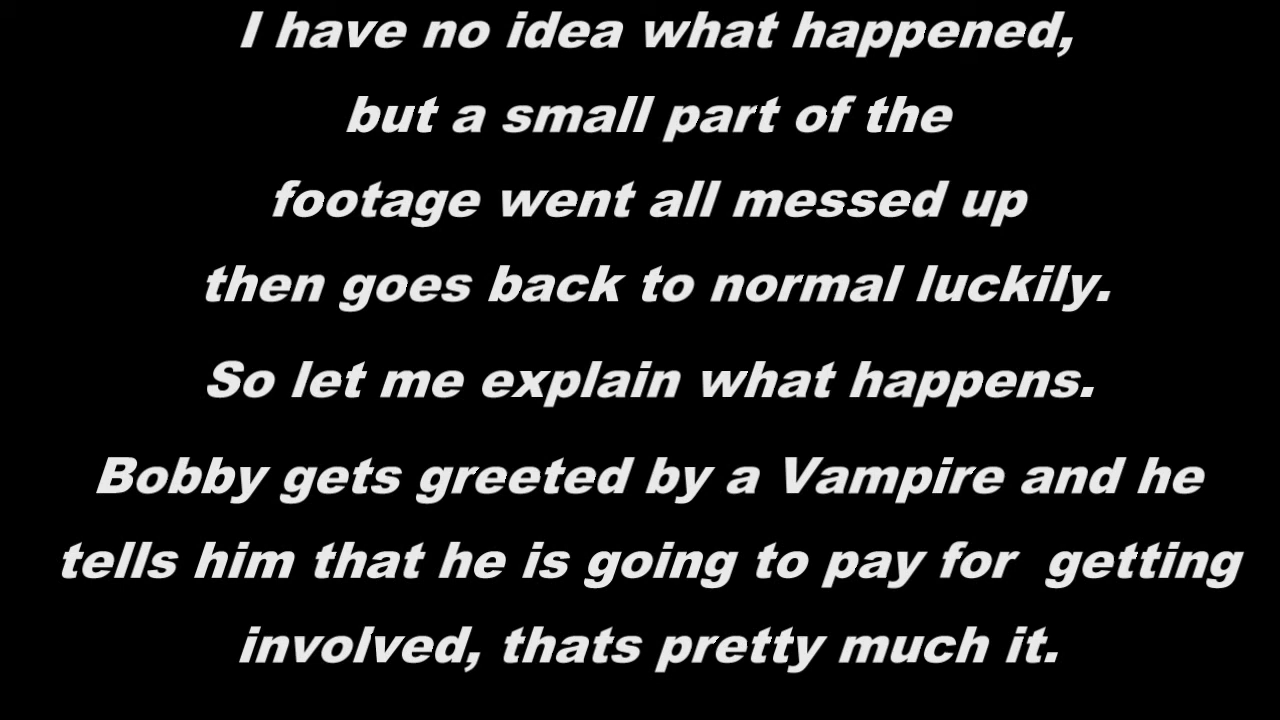 I have no idea what happened,
but a small part of the
footage went all messed up
then goes back to normal luckily.
So let me explain what happens.
Bobby gets greeted by a Vampire and he
tells him that he is going to pay for  getting
involved, thats pretty much it.